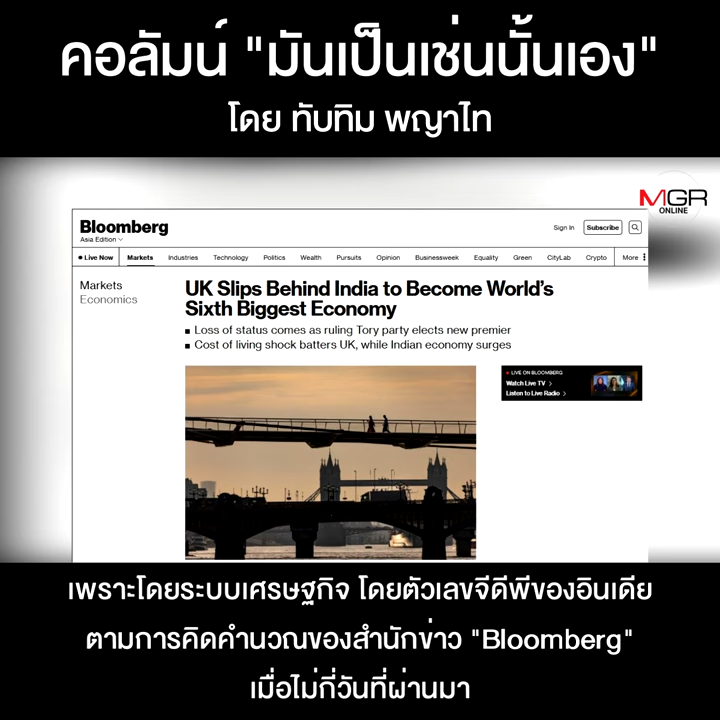 คอลัมน์ "มันเป็นเช่นนั้นเอง"
โดย ทับทิม พญาไท
MGR
ONLINE
Bloomberg
Asia Edition
Sign In
Subscribe
Live Now
Markets
Industries
Technology
Politics
Wealth
Pursuits
Opinion
Businessweek
Equality
Green
CityLab
Crypto
More
Markets
Economics
UK Slips Behind India to Become World's
Sixth Biggest Economy
Loss of status comes as ruling Tory party elects new premier
Cost of living shock batters UK, while Indian economy surges
LIVE ON BLOOMBERG
Watch Live TV
Listen to Live Radio
เพราะโดยระบบเศรษฐกิจ โดยตัวเลขจีดีพีของอินเดีย
ตามการคิดคำนวณของสำนักข่าว "Bloomberg"
เมื่อไม่กี่วันที่ผ่านมา